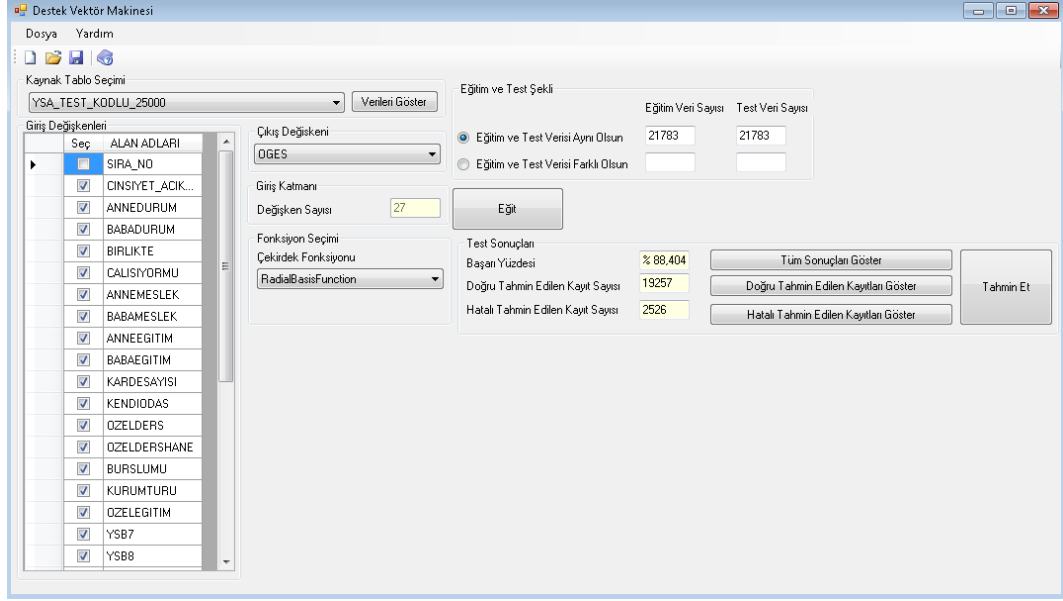 Destek Vektör Makinesi
Dosya Yardım
Kaynak Tablo Seçimi
YSA_TEST_KODLU_25000
Verileri Göster
Giriş Değişkenleri
Seç ALAN ADLARI
SIRA_NO
CINSIYET_ACIK...
ANNEDURUM
BABADURUM
BIRLIKTE
CALISIYORMU
ANNEMESLEK
BABAMESLEK
ANNEEGITIM
BABAEGITIM
KARDESAYISI
KENDIODAS
OZELDERS
OZELDERSHANE
BURSLUMU
KURUMTURU
OZELEGITIM
YSB7
YSB8
Çıkış Değişkeni
OGES
Giriş Katmanı
Değişken Sayısı 27
Fonksiyon Seçimi
Çekirdek Fonksiyonu
RadialBasisFunction
Eğitim ve Test Şekli
Eğitim Veri Sayısı Test Veri Sayısı
Eğitim ve Test Verisi Aynı Olsun 21783 21783
Eğitim ve Test Verisi Farklı Olsun
Eğit
Test Sonuçları
Başarı Yüzdesi % 88,404 Tüm Sonuçları Göster
Doğru Tahmin Edilen Kayıt Sayısı 19257 Doğru Tahmin Edilen Kayıtları Göster
Hatalı Tahmin Edilen Kayıt Sayısı 2526 Hatalı Tahmin Edilen Kayıtları Göster
Tahmin Et